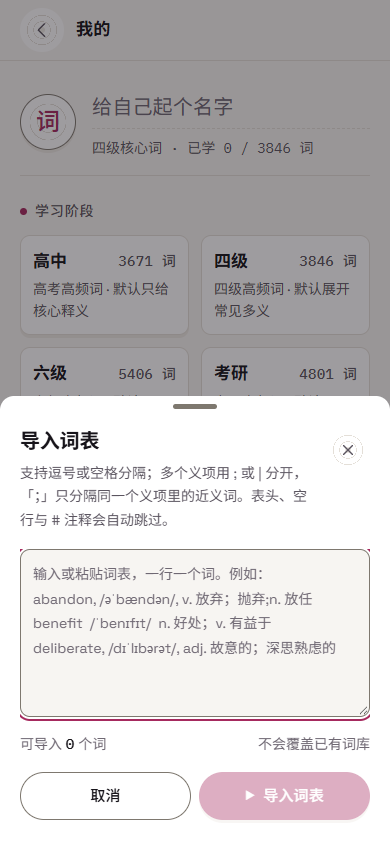 我的
词
给自己起个名字
四级核心词 · 已学 0 / 3846 词
学习阶段
高中 3671 词
高考高频词 · 默认只给
核心释义
四级 3846 词
四级高频词 · 默认展开
常见多义
六级 5406 词
考研 4801 词
导入词表
支持逗号或空格分隔；多个义项用 ; 或 | 分开，
「；」只分隔同一个义项里的近义词。表头、空
行与 # 注释会自动跳过。
输入或粘贴词表，一行一个词。例如：
abandon, /əˈbændən/, v. 放弃；抛弃;n. 放任
benefit /ˈbenɪfɪt/ n. 好处；v. 有益于
deliberate, /dɪˈlɪbərət/, adj. 故意的；深思熟虑的
可导入 0 个词
不会覆盖已有词库
取消
导入词表